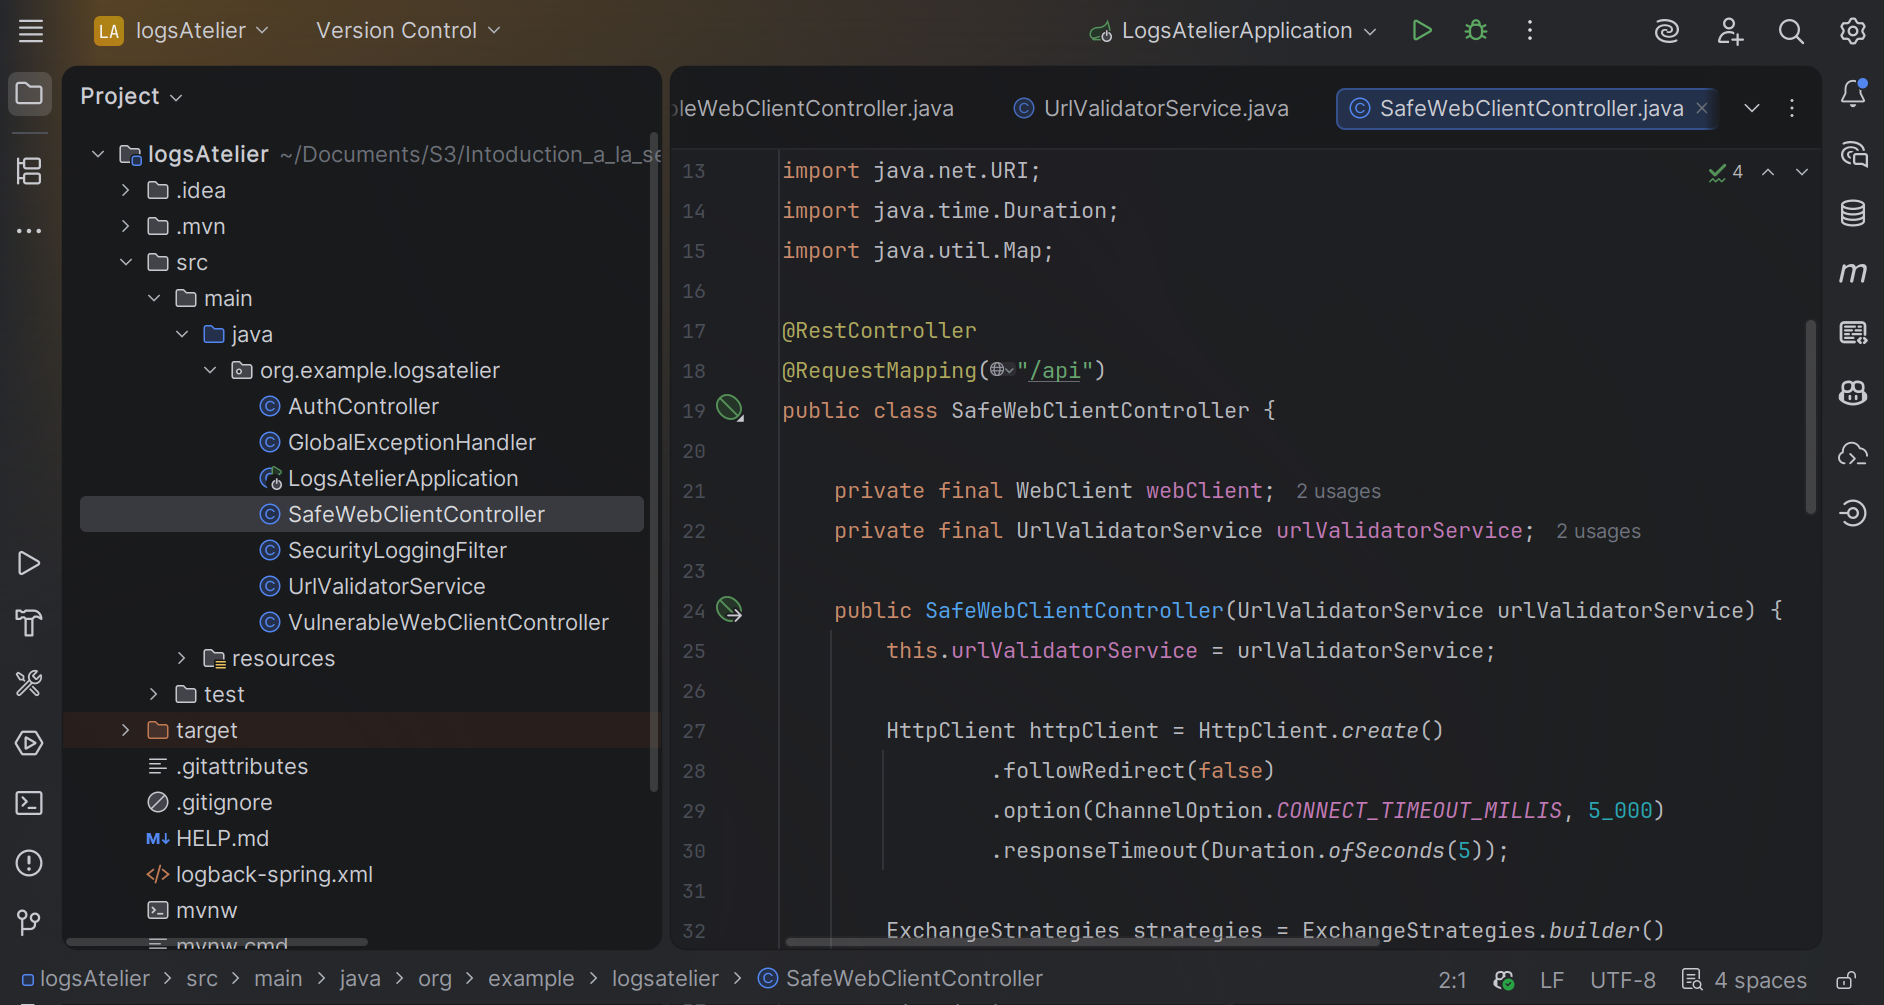 LA logsAtelier Version Control LogsAtelierApplication
Project
logsAtelier ~/Documents/S3/Intoduction_a_la_se
.idea
.mvn
src
main
java
org.example.logsatelier
AuthController
GlobalExceptionHandler
LogsAtelierApplication
SafeWebClientController
SecurityLoggingFilter
UrlValidatorService
VulnerableWebClientController
resources
test
target
.gitattributes
.gitignore
M↓ HELP.md
</> logback-spring.xml
mvnw
mvnw.cmd
leWebClientController.java UrlValidatorService.java SafeWebClientController.java
4
13 import java.net.URI;
14 import java.time.Duration;
15 import java.util.Map;
16
17 @RestController
18 @RequestMapping("/api")
19 public class SafeWebClientController {
20
21 private final WebClient webClient; 2 usages
22 private final UrlValidatorService urlValidatorService; 2 usages
23
24 public SafeWebClientController(UrlValidatorService urlValidatorService) {
25 this.urlValidatorService = urlValidatorService;
26
27 HttpClient httpClient = HttpClient.create()
28 .followRedirect(false)
29 .option(ChannelOption.CONNECT_TIMEOUT_MILLIS, 5_000)
30 .responseTimeout(Duration.ofSeconds(5));
31
32 ExchangeStrategies strategies = ExchangeStrategies.builder()
logsAtelier > src > main > java > org > example > logsatelier > SafeWebClientController 2:1 LF UTF-8 4 spaces